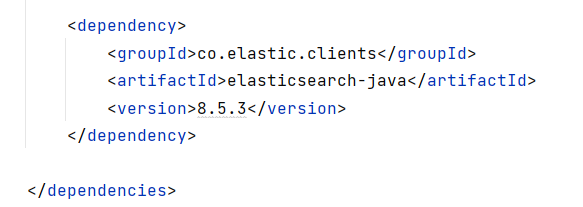 <dependency>
<groupId>co.elastic.clients</groupId>
<artifactId>elasticsearch-java</artifactId>
<version>8.5.3</version>
</dependency>
</dependencies>